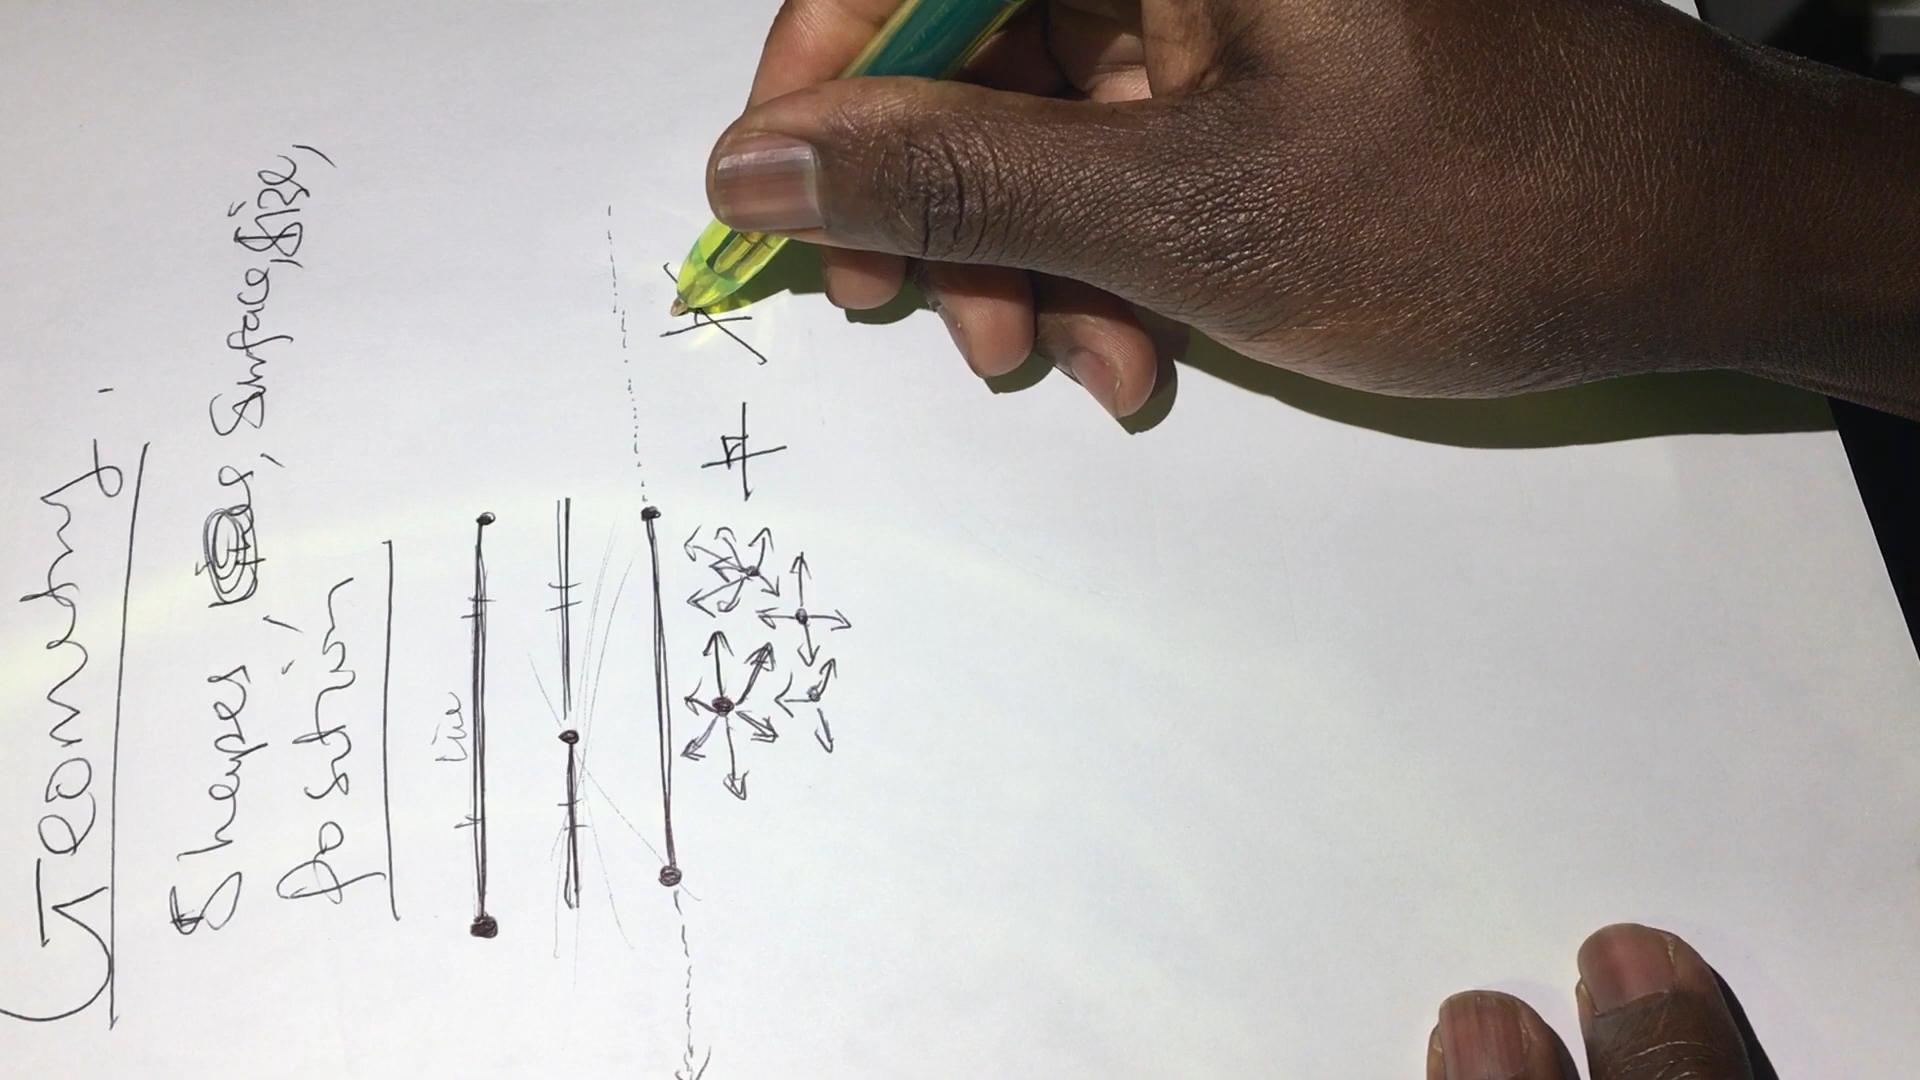 Geometry.
Shapes, Surface, Size,
Position
Line